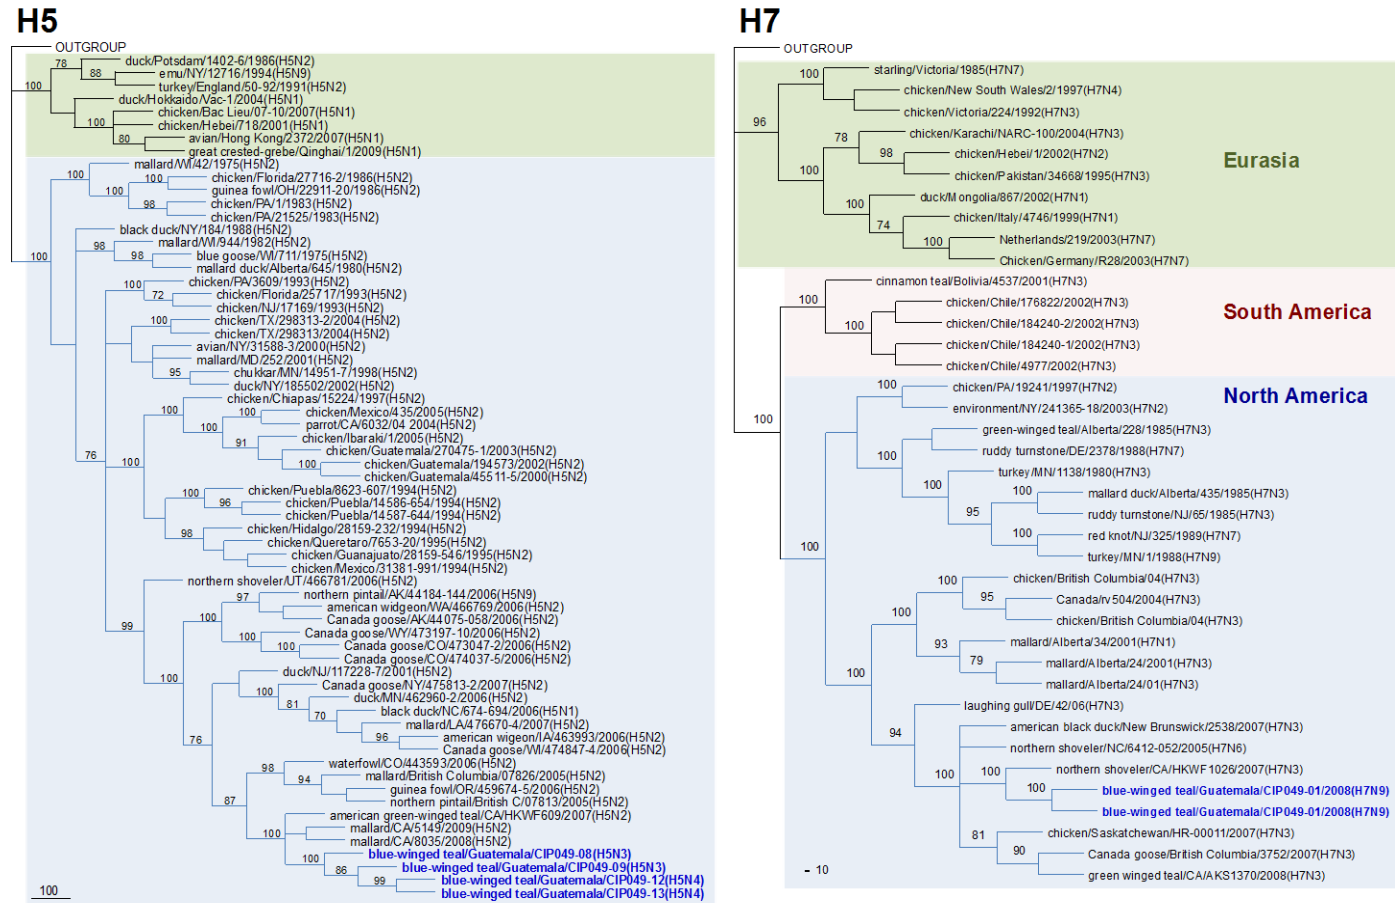 H5
OUTGROUP
78
duck/Potsdam/1402-6/1986(H5N2)
88
emu/NY/12716/1994(H5N9)
100
turkey/England/50-92/1991(H5N2)
duck/Hokkaido/Vac-1/2004(H5N1)
chicken/Bac Lieu/07-10/2007(H5N1)
100
chicken/Hebei/718/2001(H5N1)
80
avian/Hong Kong/2372/2007(H5N1)
great crested-grebe/Qinghai/1/2009(H5N1)
mallard/WI/42/1975(H5N2)
100
100
chicken/Florida/27716-2/1986(H5N2)
100
guinea fowl/OH/22911-20/1986(H5N2)
98
chicken/PA/1/1983(H5N2)
chicken/PA/21525/1983(H5N2)
black duck/NY/184/1988(H5N2)
98
mallard/WI/944/1982(H5N2)
100
98
blue goose/WI/711/1975(H5N2)
mallard duck/Alberta/645/1980(H5N2)
100
chicken/PA/3609/1993(H5N2)
72
chicken/Florida/25717/1993(H5N2)
chicken/NJ/17169/1993(H5N2)
100
chicken/TX/298313-2/2004(H5N2)
chicken/TX/298313/2004(H5N2)
avian/NY/31588-3/2000(H5N2)
mallard/MD/252/2001(H5N2)
95
chukkar/MN/14951-7/1998(H5N2)
duck/NY/185502/2002(H5N2)
chicken/Chiapas/15224/1997(H5N2)
100
100
chicken/Mexico/435/2005(H5N2)
100
parrot/CA/6032/04 2004(H5N2)
91
chicken/Ibaraki/1/2005(H5N2)
chicken/Guatemala/270475-1/2003(H5N2)
76
100
100
chicken/Guatemala/194573/2002(H5N2)
chicken/Guatemala/45511-5/2000(H5N2)
100
chicken/Puebla/8623-607/1994(H5N2)
96
chicken/Puebla/14586-654/1994(H5N2)
chicken/Puebla/14587-644/1994(H5N2)
98
chicken/Hidalgo/28159-232/1994(H5N2)
chicken/Queretaro/7653-20/1995(H5N2)
chicken/Guanajuato/28159-546/1995(H5N2)
chicken/Mexico/31381-991/1994(H5N2)
northern shoveler/UT/466781/2006(H5N2)
97
northern pintail/AK/44184-144/2006(H5N9)
american widgeon/WA/466769/2006(H5N2)
99
100
Canada goose/AK/44075-058/2006(H5N2)
100
Canada goose/WY/473197-10/2006(H5N2)
100
Canada goose/CO/473047-2/2006(H5N2)
Canada goose/CO/474037-5/2006(H5N2)
100
duck/NJ/117228-7/2001(H5N2)
100
Canada goose/NY/475813-2/2007(H5N2)
81
duck/MN/462960-2/2006(H5N2)
70
black duck/NC/674-694/2006(H5N1)
mallard/LA/476670-4/2007(H5N2)
76
96
american wigeon/IA/463993/2006(H5N2)
Canada goose/WI/474847-4/2006(H5N2)
98
waterfowl/CO/443593/2006(H5N2)
94
mallard/British Columbia/07826/2005(H5N2)
guinea fowl/OR/459674-5/2006(H5N2)
87
northern pintail/British C/07813/2005(H5N2)
american green-winged teal/CA/HKWF609/2007(H5N2)
100
mallard/CA/5149/2009(H5N2)
mallard/CA/8035/2008(H5N2)
100
blue-winged teal/Guatemala/CIP049-08(H5N3)
86
blue-winged teal/Guatemala/CIP049-09(H5N3)
99
blue-winged teal/Guatemala/CIP049-12(H5N4)
blue-winged teal/Guatemala/CIP049-13(H5N4)
100
H7
OUTGROUP
100
starling/Victoria/1985(H7N7)
chicken/New South Wales/2/1997(H7N4)
chicken/Victoria/224/1992(H7N3)
96
78
chicken/Karachi/NARC-100/2004(H7N3)
98
chicken/Hebei/1/2002(H7N2)
Eurasia
100
chicken/Pakistan/34668/1995(H7N3)
100
duck/Mongolia/867/2002(H7N1)
74
chicken/Italy/4746/1999(H7N1)
100
Netherlands/219/2003(H7N7)
Chicken/Germany/R28/2003(H7N7)
cinnamon teal/Bolivia/4537/2001(H7N3)
100
chicken/Chile/176822/2002(H7N3)
South America
100
chicken/Chile/184240-2/2002(H7N3)
chicken/Chile/184240-1/2002(H7N3)
chicken/Chile/4977/2002(H7N3)
100
chicken/PA/19241/1997(H7N2)
North America
environment/NY/241365-18/2003(H7N2)
100
green-winged teal/Alberta/228/1985(H7N3)
100
ruddy turnstone/DE/2378/1988(H7N7)
turkey/MN/1138/1980(H7N3)
100
100
mallard duck/Alberta/435/1985(H7N3)
95
ruddy turnstone/NJ/65/1985(H7N3)
100
red knot/NJ/325/1989(H7N7)
100
turkey/MN/1/1988(H7N9)
100
chicken/British Columbia/04(H7N3)
95
Canada/rv504/2004(H7N3)
100
chicken/British Columbia/04(H7N3)
93
mallard/Alberta/34/2001(H7N1)
79
mallard/Alberta/24/2001(H7N3)
100
mallard/Alberta/24/01(H7N3)
laughing gull/DE/42/06(H7N3)
94
american black duck/New Brunswick/2538/2007(H7N3)
northern shoveler/NC/6412-052/2005(H7N6)
100
100
northern shoveler/CA/HKWF1026/2007(H7N3)
100
blue-winged teal/Guatemala/CIP049-01/2008(H7N9)
blue-winged teal/Guatemala/CIP049-01/2008(H7N9)
81
chicken/Saskatchewan/HR-00011/2007(H7N3)
90
Canada goose/British Columbia/3752/2007(H7N3)
green winged teal/CA/AKS1370/2008(H7N3)
10